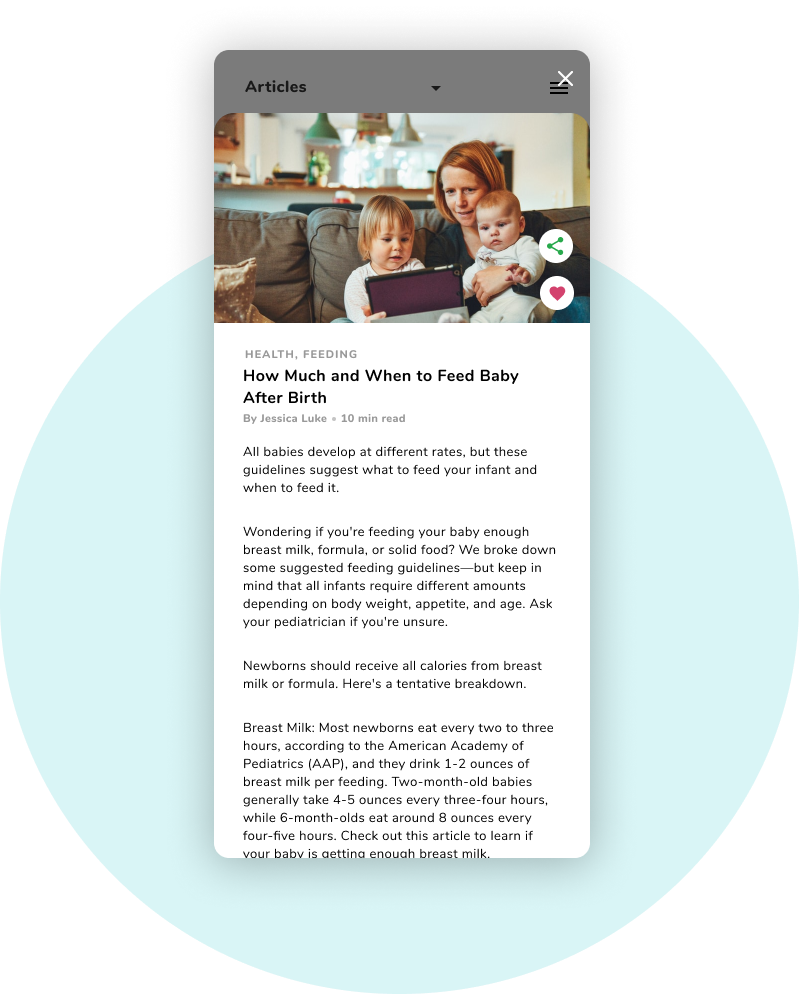 Articles
HEALTH, FEEDING
How Much and When to Feed Baby
After Birth
By Jessica Luke • 10 min read
All babies develop at different rates, but these
guidelines suggest what to feed your infant and
when to feed it.
Wondering if you're feeding your baby enough
breast milk, formula, or solid food? We broke down
some suggested feeding guidelines—but keep in
mind that all infants require different amounts
depending on body weight, appetite, and age. Ask
your pediatrician if you're unsure.
Newborns should receive all calories from breast
milk or formula. Here's a tentative breakdown.
Breast Milk: Most newborns eat every two to three
hours, according to the American Academy of
Pediatrics (AAP), and they drink 1-2 ounces of
breast milk per feeding. Two-month-old babies
generally take 4-5 ounces every three-four hours,
while 6-month-olds eat around 8 ounces every
four-five hours. Check out this article to learn if
your baby is getting enough breast milk.